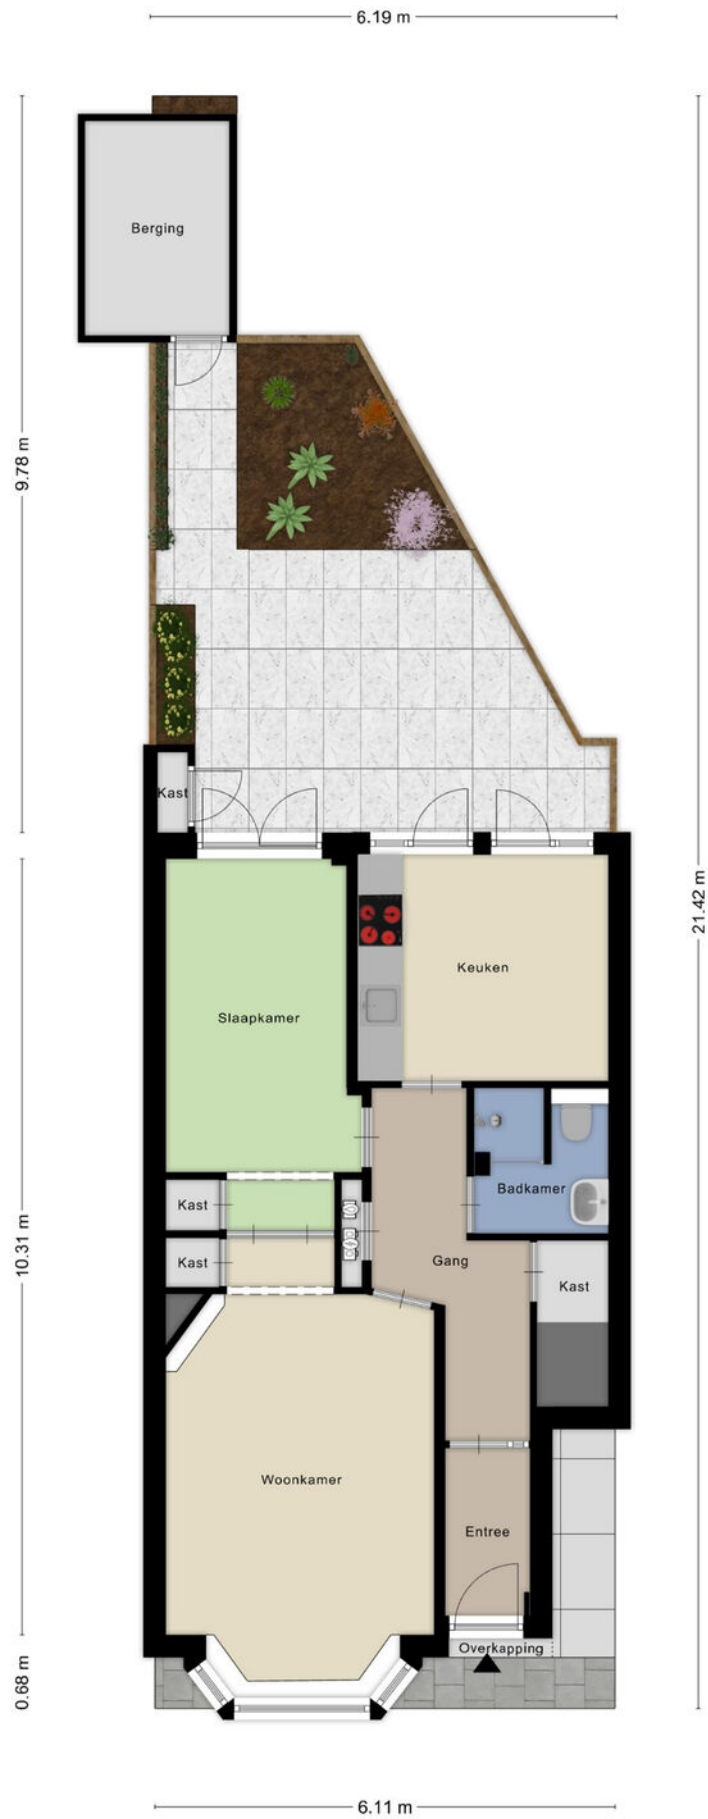 6.19 m
Berging
9.78 m
Kast
21.42 m
Keuken
Slaapkamer
Badkamer
Kast
10.31 m
Gang
Kast
Kast
Woonkamer
Entree
Overkapping
0.68 m
6.11 m